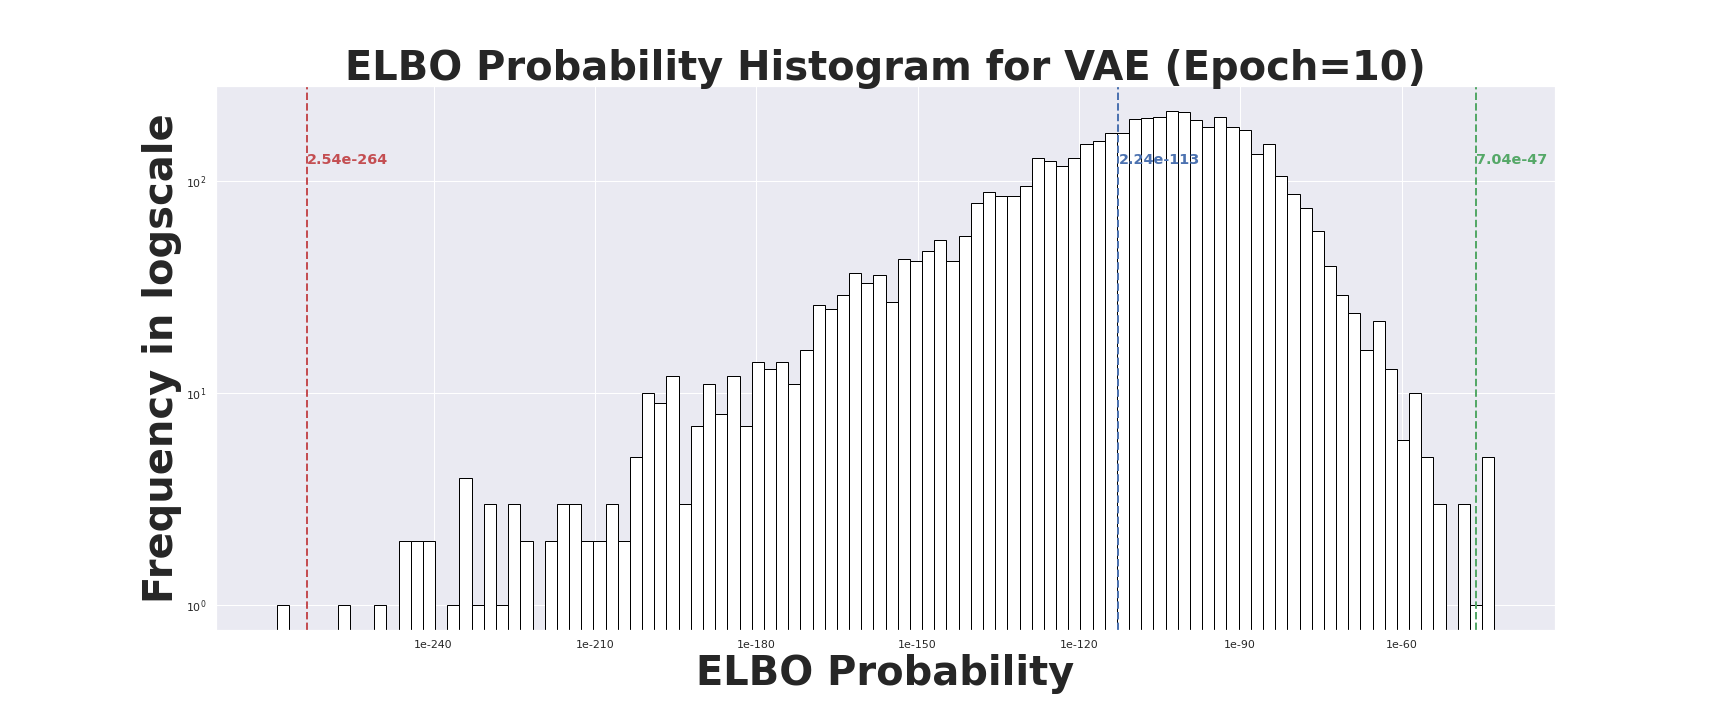 ELBO Probability Histogram for VAE (Epoch=10)
Frequency in logscale
10²
10¹
10⁰
2.54e-264
2.24e-113
7.04e-47
1e-240 1e-210 1e-180 1e-150 1e-120 1e-90 1e-60
ELBO Probability